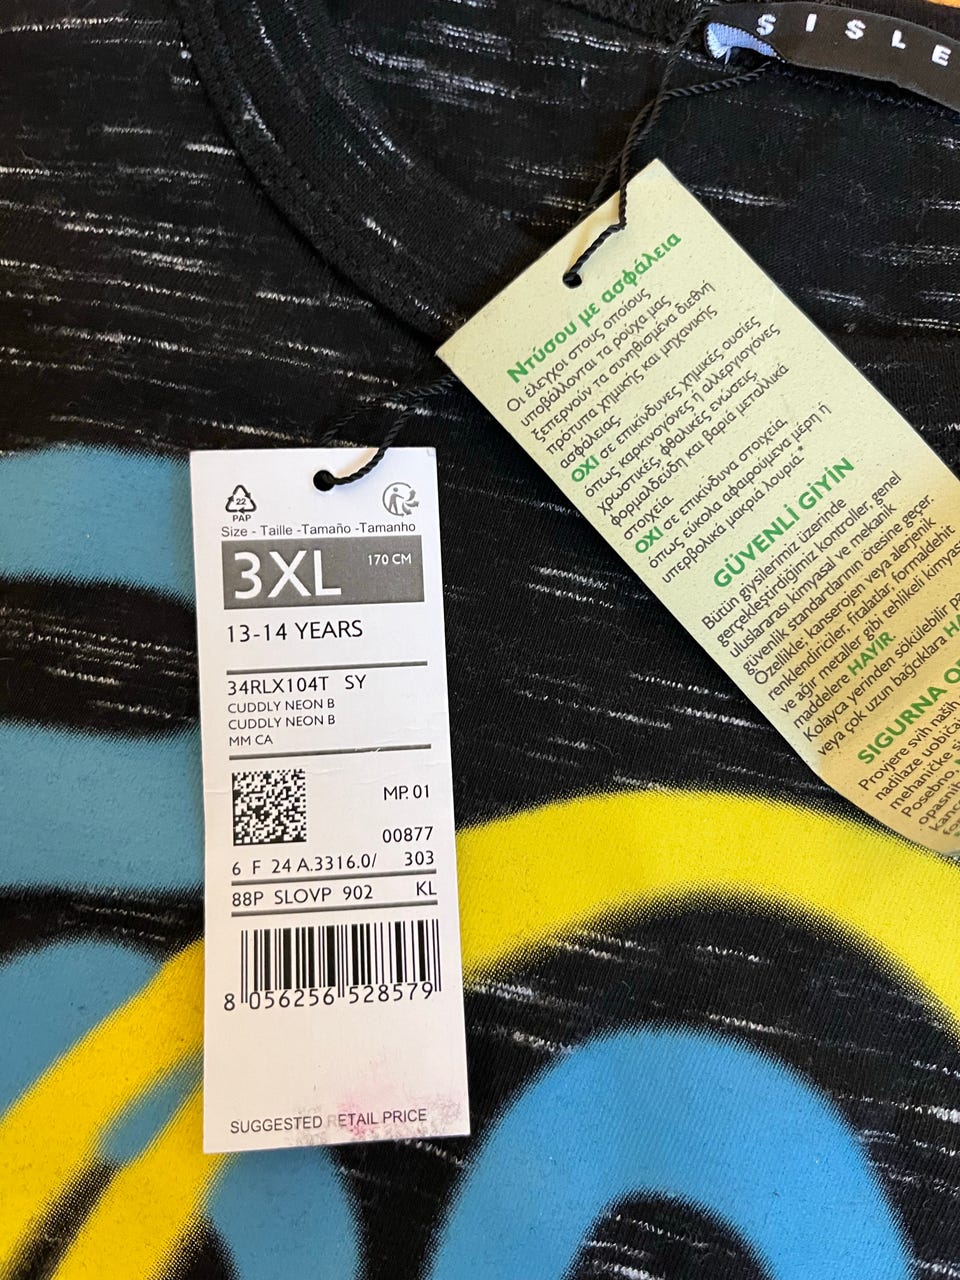 SISLE
Ντύσου με ασφάλεια
Οι έλεγχοι στους οποίους
υποβάλλονται τα ρούχα μας
ξεπερνούν τα συνηθισμένα διεθνή
πρότυπα χημικής και μηχανικής
ασφάλειας
ΟΧΙ σε επικίνδυνες χημικές ουσίες
όπως καρκινογόνες ή αλλεργιογόνες
χρωστικές, φθαλικές ενώσεις,
φορμαλδεΰδη και βαριά μεταλλικά
στοιχεία
ΟΧΙ σε επικίνδυνα στοιχεία
όπως εύκολα αφαιρούμενα μέρη ή
υπερβολικά μακριά λουριά*
GÜVENLİ GİYİN
Bütün giysilerimiz üzerinde
gerçekleştirdiğimiz kontroller, genel
uluslararası kimyasal ve mekanik
güvenlik standartlarının ötesine geçer.
Özellikle: kanserojen veya alerjenik
renklendiriciler, fitalatlar, formaldehit
ve ağır metaller gibi tehlikeli kimyas
maddelere HAYIR
Kolayca yerinden sökülebilir pa
veya çok uzun bağcıklara HA
SIGURNA O
Provjere svih naših
nadilaze uobiča
mehaničke si
Posebno, N
opasnih
kanc
22
PAP
Size - Taille -Tamaño -Tamanho
3XL 170 CM
13-14 YEARS
34RLX104T SY
CUDDLY NEON B
CUDDLY NEON B
MM CA
MP. 01
00877
6 F 24 A.3316.0/ 303
88P SLOVP 902 KL
8 056256 528579
SUGGESTED RETAIL PRICE